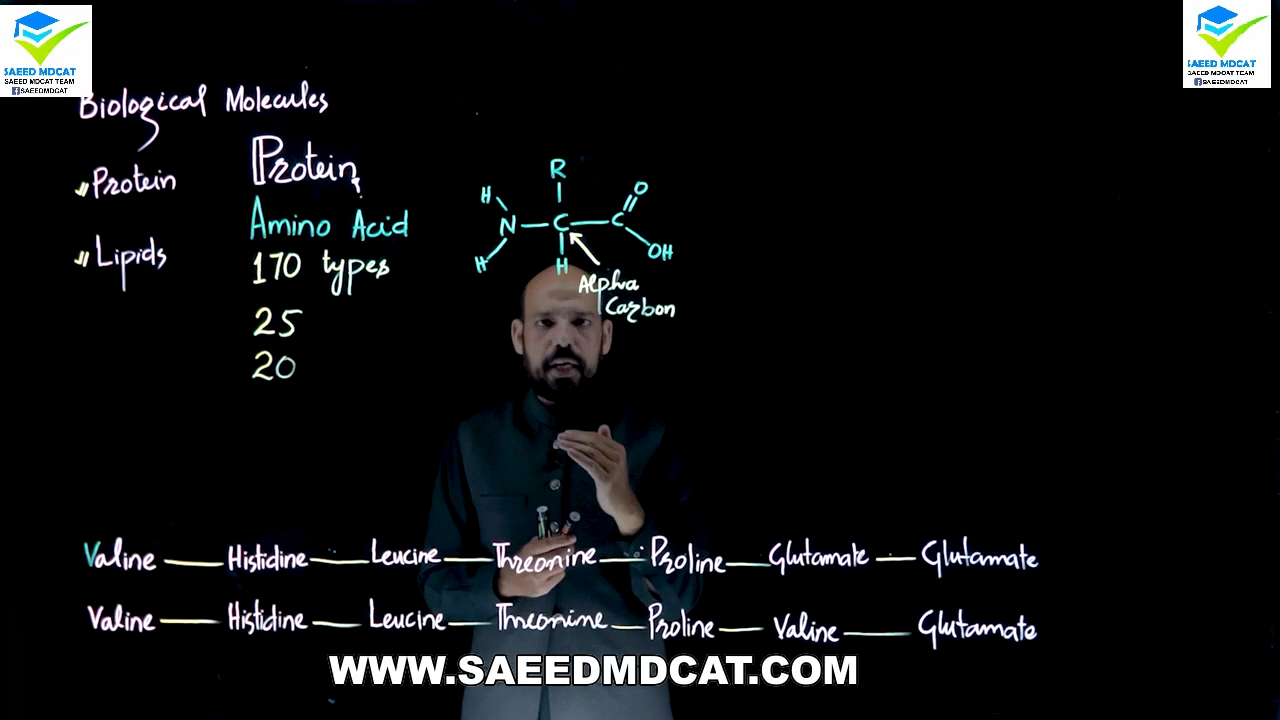 SAEED MDCAT
SAEED MDCAT TEAM
SAEEDMDCAT
SAEED MDCAT
SAEED MDCAT TEAM
SAEEDMDCAT
Biological Molecules
Protein
Lipids
Protein
Amino Acid
170 types
25
20
R
H
O
N C C
H
H
OH
Alpha
Carbon
Valine Histidine Leucine Threonine Proline Glutamate Glutamate
Valine Histidine Leucine Threonine Proline Valine Glutamate
WWW.SAEEDMDCAT.COM